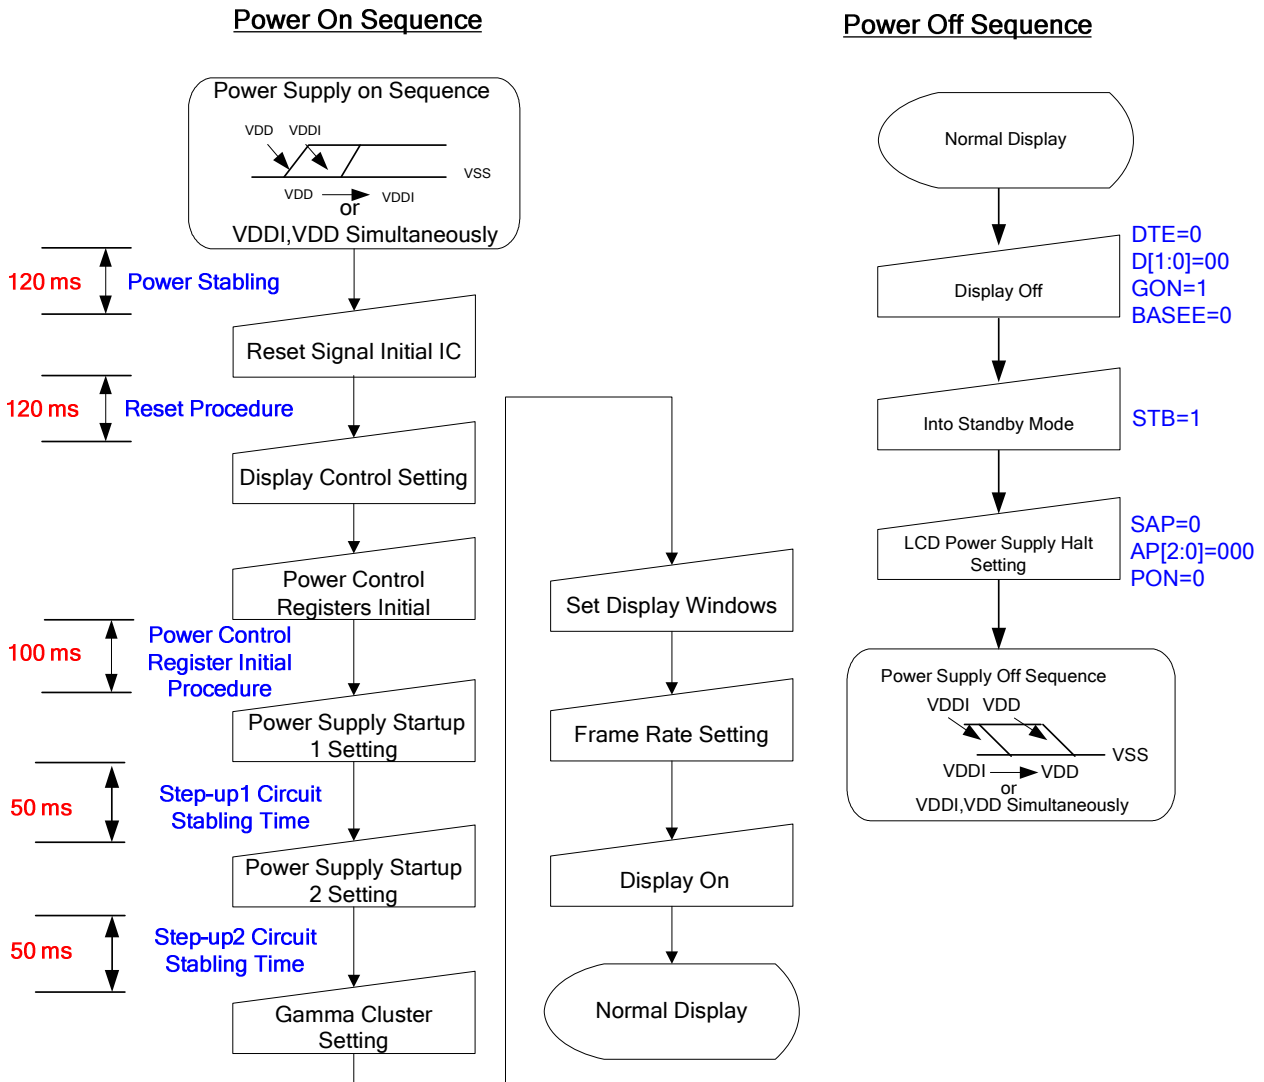 Power On Sequence
Power Supply on Sequence
VDD VDDI
VSS
VDD VDDI
or
VDDI,VDD Simultaneously
120 ms
Power Stabling
Reset Signal Initial IC
120 ms
Reset Procedure
Display Control Setting
Power Control
Registers Initial
100 ms
Power Control
Register Initial
Procedure
Power Supply Startup
1 Setting
50 ms
Step-up1 Circuit
Stabling Time
Power Supply Startup
2 Setting
50 ms
Step-up2 Circuit
Stabling Time
Gamma Cluster
Setting
Set Display Windows
Frame Rate Setting
Display On
Normal Display
Power Off Sequence
Normal Display
Display Off
DTE=0
D[1:0]=00
GON=1
BASEE=0
Into Standby Mode
STB=1
LCD Power Supply Halt
Setting
SAP=0
AP[2:0]=000
PON=0
Power Supply Off Sequence
VDDI VDD
VSS
VDDI VDD
or
VDDI,VDD Simultaneously